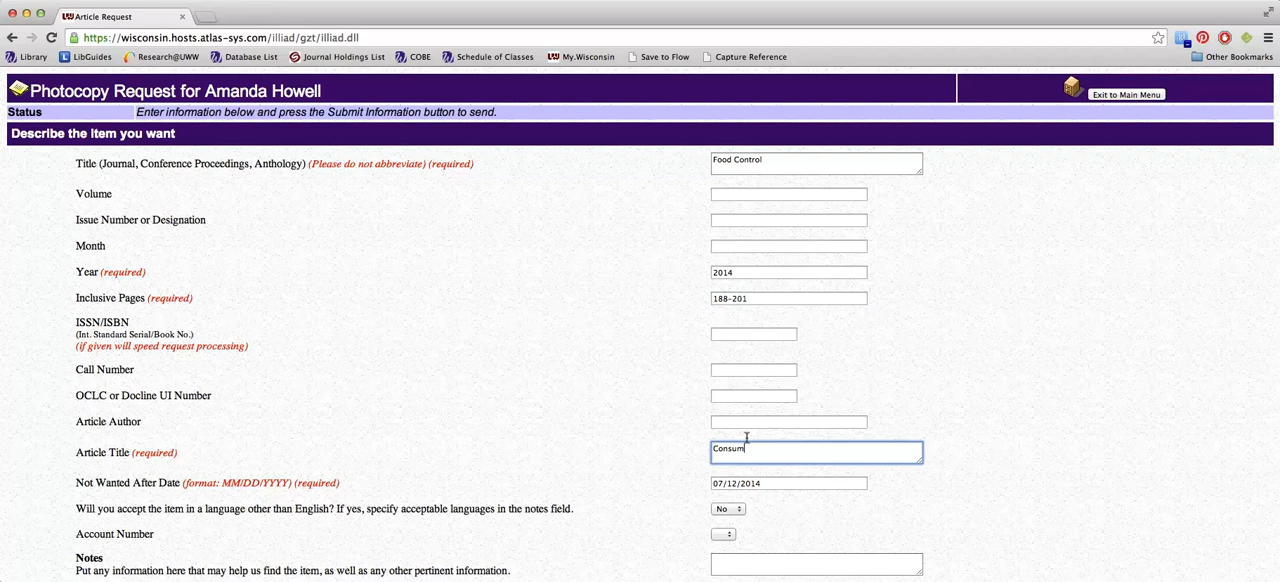 Article Request
https://wisconsin.hosts.atlas-sys.com/illiad/gzt/illiad.dll
Library LibGuides Research@UWW Database List Journal Holdings List COBE Schedule of Classes My.Wisconsin Save to Flow Capture Reference Other Bookmarks
Photocopy Request for Amanda Howell
Exit to Main Menu
Status Enter information below and press the Submit Information button to send.
Describe the item you want
Title (Journal, Conference Proceedings, Anthology) (Please do not abbreviate) (required) Food Control
Volume
Issue Number or Designation
Month
Year (required) 2014
Inclusive Pages (required) 188-201
ISSN/ISBN
(Int. Standard Serial/Book No.)
(if given will speed request processing)
Call Number
OCLC or Docline UI Number
Article Author
Article Title (required) Consum
Not Wanted After Date (format: MM/DD/YYYY) (required) 07/12/2014
Will you accept the item in a language other than English? If yes, specify acceptable languages in the notes field. No
Account Number
Notes
Put any information here that may help us find the item, as well as any other pertinent information.